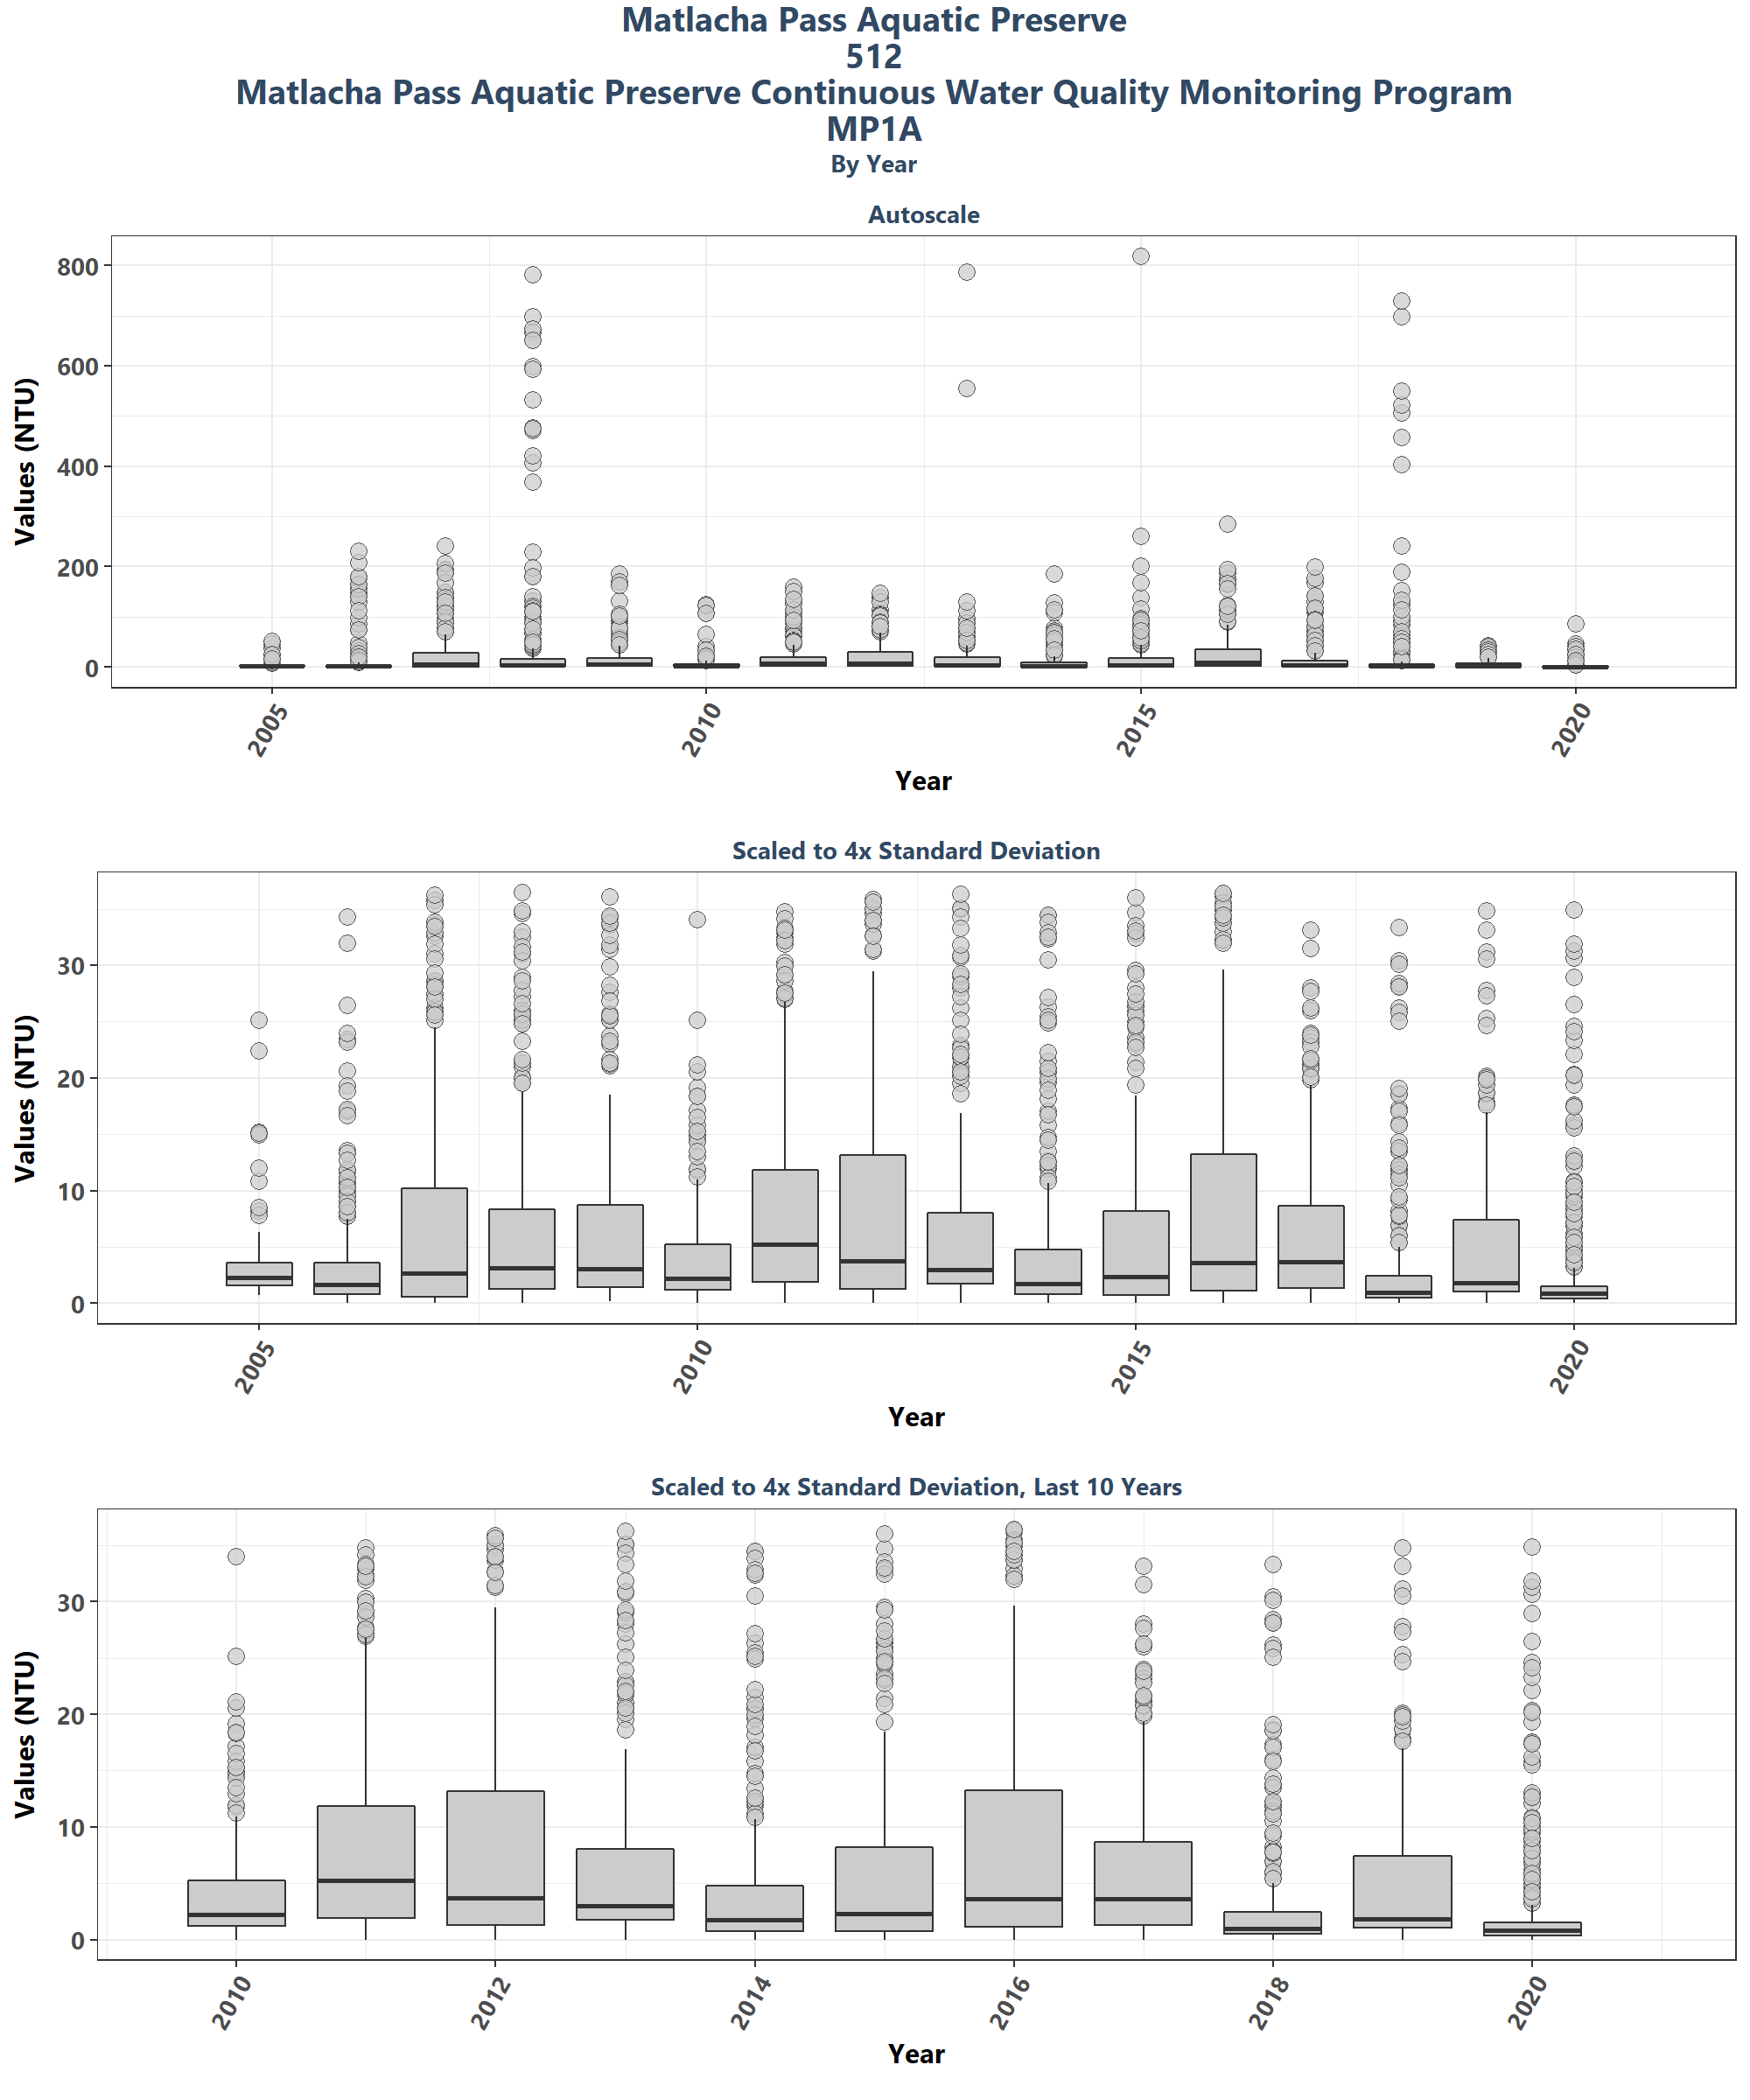 Matlacha Pass Aquatic Preserve
512
Matlacha Pass Aquatic Preserve Continuous Water Quality Monitoring Program
MP1A
By Year
Autoscale
Values (NTU)
800
600
400
200
0
2005
2010
2015
2020
Year
Scaled to 4x Standard Deviation
Values (NTU)
30
20
10
0
2005
2010
2015
2020
Year
Scaled to 4x Standard Deviation, Last 10 Years
Values (NTU)
30
20
10
0
2010
2012
2014
2016
2018
2020
Year